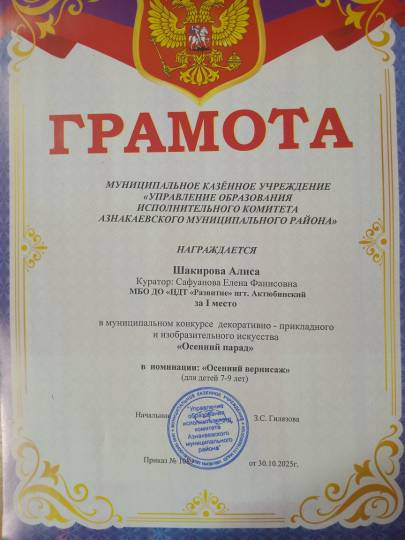 ГРАМОТА
МУНИЦИПАЛЬНОЕ КАЗЁННОЕ УЧРЕЖДЕНИЕ
«УПРАВЛЕНИЕ ОБРАЗОВАНИЯ
ИСПОЛНИТЕЛЬНОГО КОМИТЕТА
АЗНАКАЕВСКОГО МУНИЦИПАЛЬНОГО РАЙОНА»
НАГРАЖДАЕТСЯ
Шакирова Алиса
Куратор: Сафуанова Елена Фанисовна
МБО ДО «ЦДТ «Развитие» пгт. Актюбинский
за I место
в муниципальном конкурсе декоративно - прикладного
и изобразительного искусства
«Осенний парад»
в номинации: «Осенний вернисаж»
(для детей 7-9 лет)
Начальник З.С. Гилязова
"Управление
образования
исполнительного
комитета
Азнакаевского
муниципального
района"
Приказ № от 30.10.2025г.